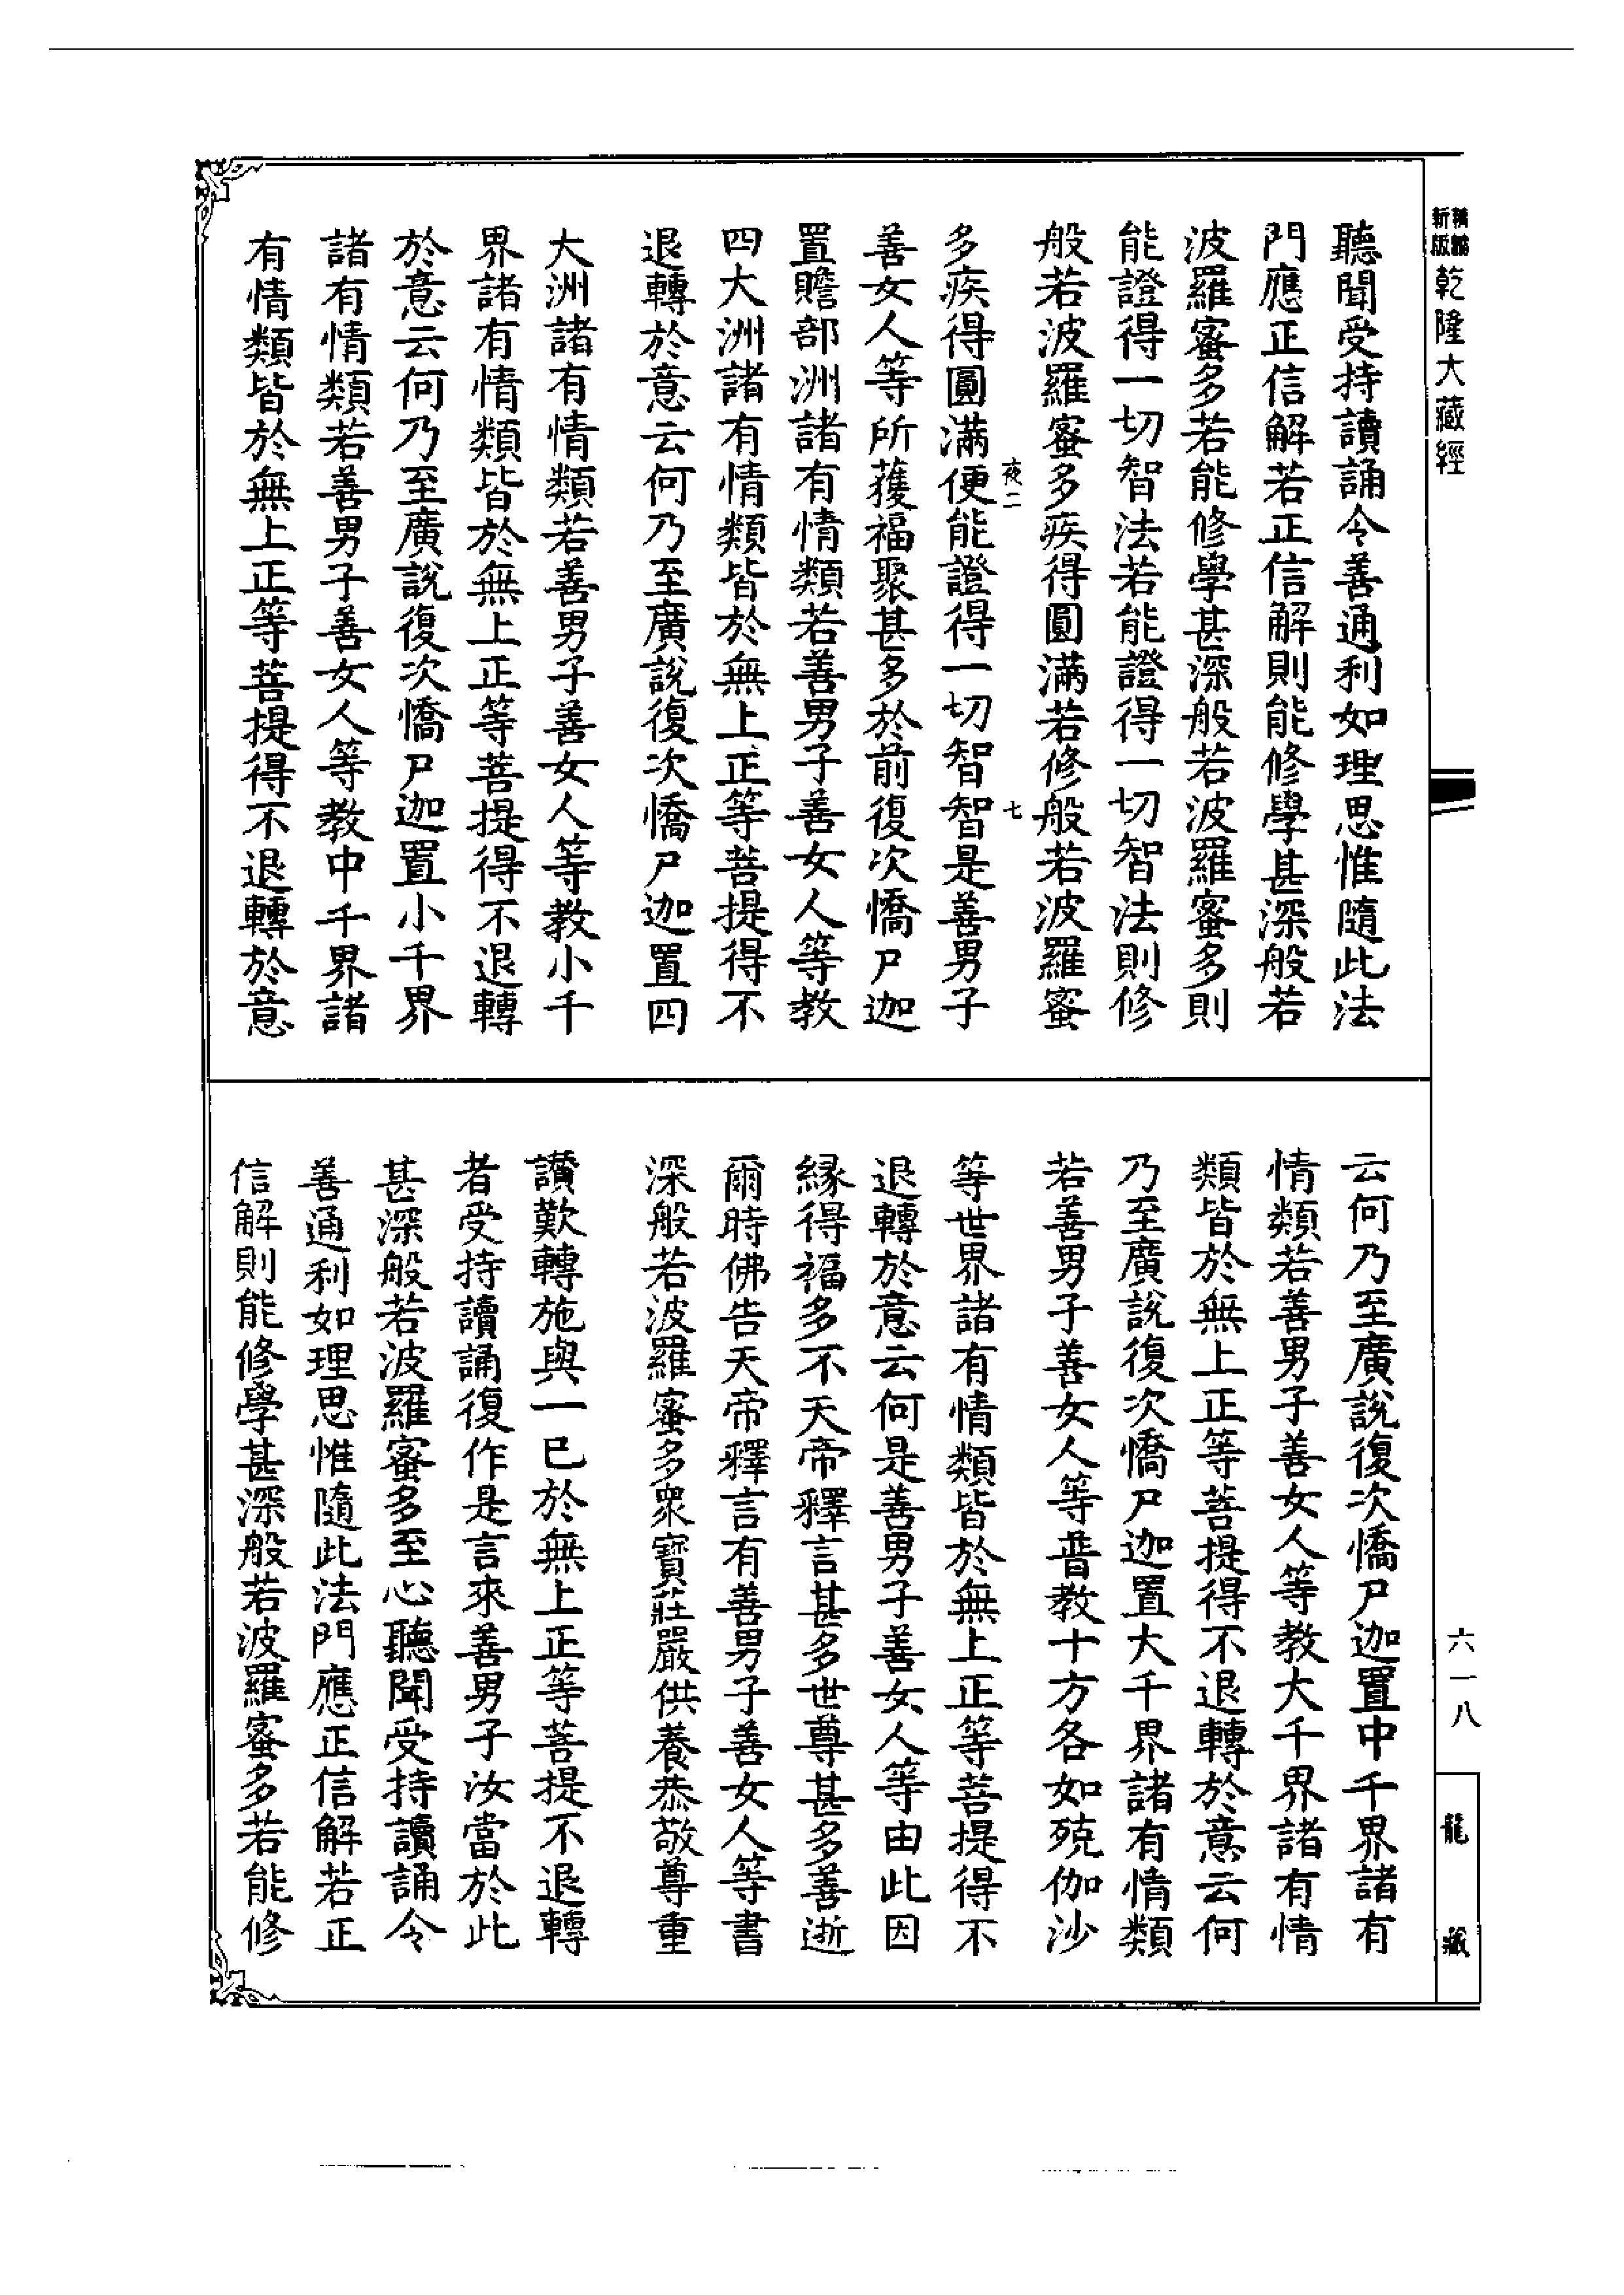 精繪新版
乾隆大藏經
聽聞受持讀誦令善通利如理思惟隨此法
門應正信解若正信解則能修學甚深般若
波羅蜜多若能修學甚深般若波羅蜜多則
能證得一切智法若能證得一切智法則修
般若波羅蜜多疾得圓滿若修般若波羅蜜
夜二
七
多疾得圓滿便能證得一切智智是善男子
善女人等所獲福聚甚多於前復次憍尸迦
置贍部洲諸有情類若善男子善女人等教
四大洲諸有情類皆於無上正等菩提得不
退轉於意云何乃至廣說復次憍尸迦置四
大洲諸有情類若善男子善女人等教小千
界諸有情類皆於無上正等菩提得不退轉
於意云何乃至廣說復次憍尸迦置小千界
諸有情類若善男子善女人等教中千界諸
有情類皆於無上正等菩提得不退轉於意
云何乃至廣說復次憍尸迦置中千界諸有
情類若善男子善女人等教大千界諸有情
類皆於無上正等菩提得不退轉於意云何
乃至廣說復次憍尸迦置大千界諸有情類
若善男子善女人等普教十方各如殑伽沙
等世界諸有情類皆於無上正等菩提得不
退轉於意云何是善男子善女人等由此因
緣得福多不天帝釋言甚多世尊甚多善逝
爾時佛告天帝釋言有善男子善女人等書
深般若波羅蜜多眾寶莊嚴供養恭敬尊重
讚歎轉施與一已於無上正等菩提不退轉
者受持讀誦復作是言來善男子汝當於此
甚深般若波羅蜜多至心聽聞受持讀誦令
善通利如理思惟隨此法門應正信解若正
信解則能修學甚深般若波羅蜜多若能修
六一八
龍藏